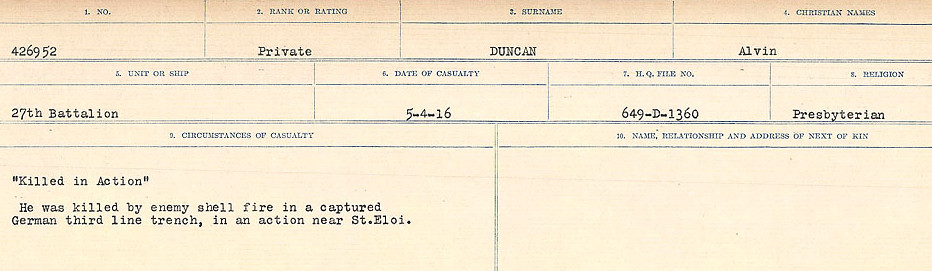 1. NO. 2. RANK OR RATING 3. SURNAME 4. CHRISTIAN NAMES
426952 Private DUNCAN Alvin
5. UNIT OR SHIP 6. DATE OF CASUALTY 7. H.Q. FILE NO. 8. RELIGION
27th Battalion 5-4-16 649-D-1360 Presbyterian
9. CIRCUMSTANCES OF CASUALTY 10. NAME, RELATIONSHIP AND ADDRESS OF NEXT OF KIN
"Killed in Action"
He was killed by enemy shell fire in a captured
German third line trench, in an action near St.Eloi.